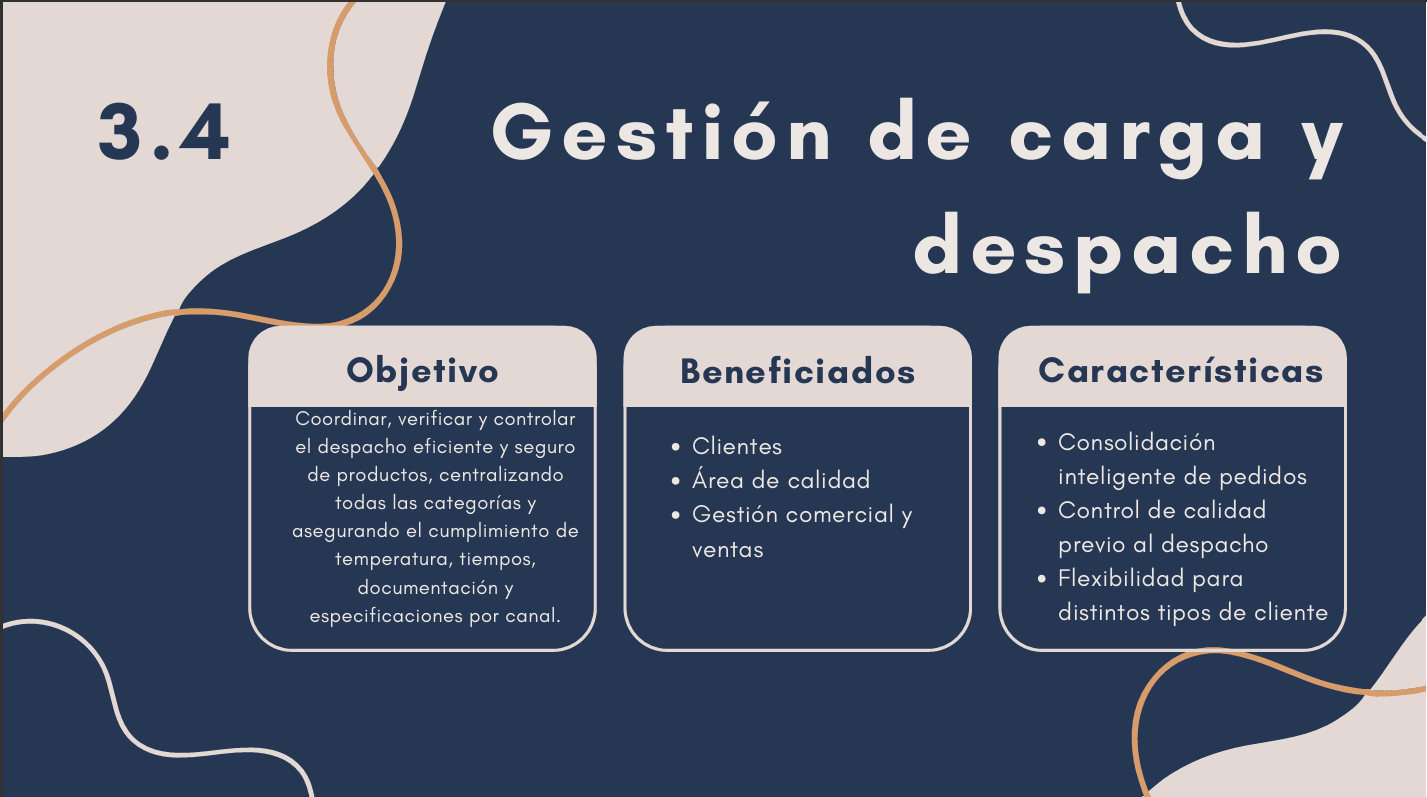 3.4
Gestión de carga y
despacho
Objetivo
Coordinar, verificar y controlar
el despacho eficiente y seguro
de productos, centralizando
todas las categorías y
asegurando el cumplimiento de
temperatura, tiempos,
documentación y
especificaciones por canal.
Beneficiados
• Clientes
• Área de calidad
• Gestión comercial y
ventas
Características
• Consolidación
inteligente de pedidos
• Control de calidad
previo al despacho
• Flexibilidad para
distintos tipos de cliente